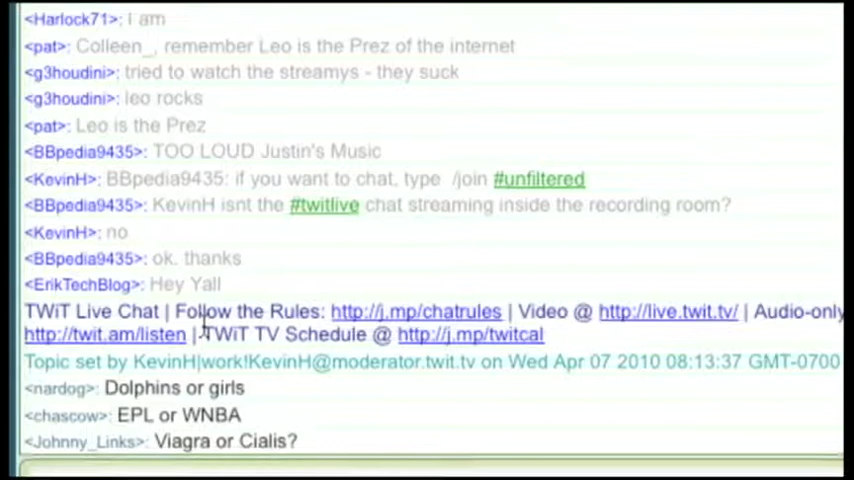 <Harlock71>: I am
<pat>: Colleen_, remember Leo is the Prez of the internet
<g3houdini>: tried to watch the streamys - they suck
<g3houdini>: leo rocks
<pat>: Leo is the Prez
<BBpedia9435>: TOO LOUD Justin's Music
<KevinH>: BBpedia9435: if you want to chat, type /join #unfiltered
<BBpedia9435>: KevinH isnt the #twitlive chat streaming inside the recording room?
<KevinH>: no
<BBpedia9435>: ok. thanks
<ErikTechBlog>: Hey Yall
TWiT Live Chat | Follow the Rules: http://j.mp/chatrules | Video @ http://live.twit.tv/ | Audio-only
http://twit.am/listen | TWiT TV Schedule @ http://j.mp/twitcal
Topic set by KevinH|work!KevinH@moderator.twit.tv on Wed Apr 07 2010 08:13:37 GMT-0700
<nardog>: Dolphins or girls
<chascow>: EPL or WNBA
<Johnny_Links>: Viagra or Cialis?